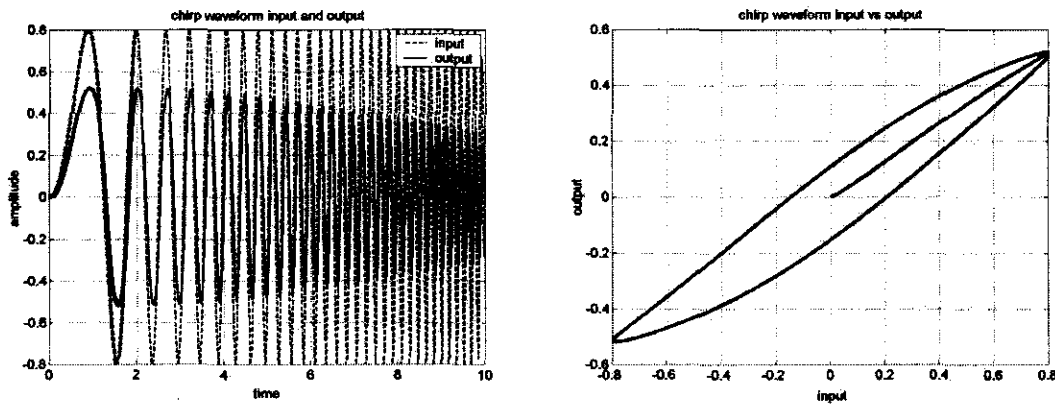 chirp waveform input and output
0.8
0.6
0.4
0.2
0
-0.2
-0.4
-0.6
-0.8
amplitude
input
output
0 2 4 6 8 10
time
chirp waveform input vs output
0.8
0.6
0.4
0.2
0
-0.2
-0.4
-0.6
output
-0.8 -0.6 -0.4 -0.2 0 0.2 0.4 0.6 0.8
input